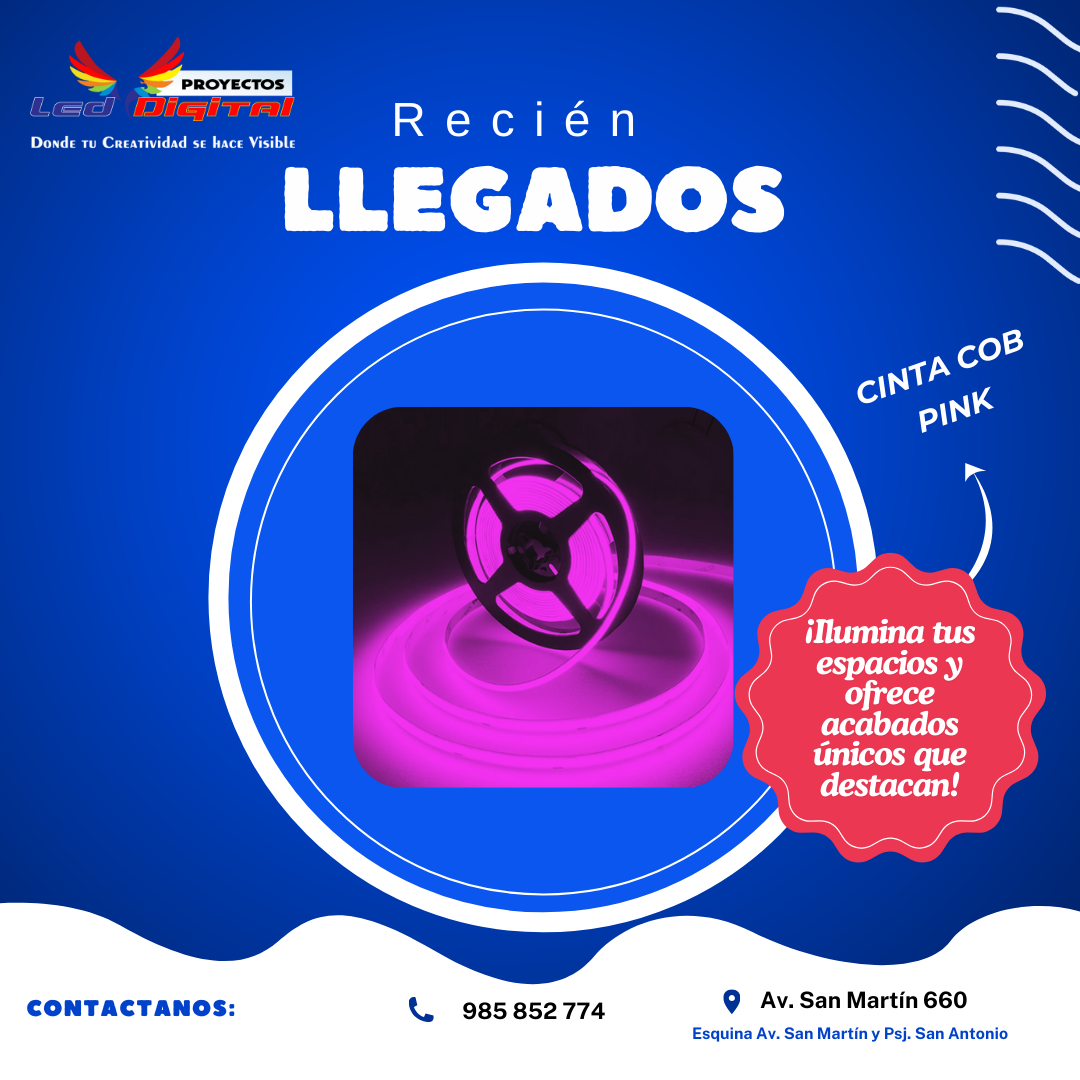 PROYECTOS
Led Digital
Donde tu Creatividad se hace Visible
Recién
LLEGADOS
CINTA COB
PINK
¡Ilumina tus
espacios y
ofrece
acabados
únicos que
destacan!
CONTACTANOS:
985 852 774
Av. San Martín 660
Esquina Av. San Martín y Psj. San Antonio